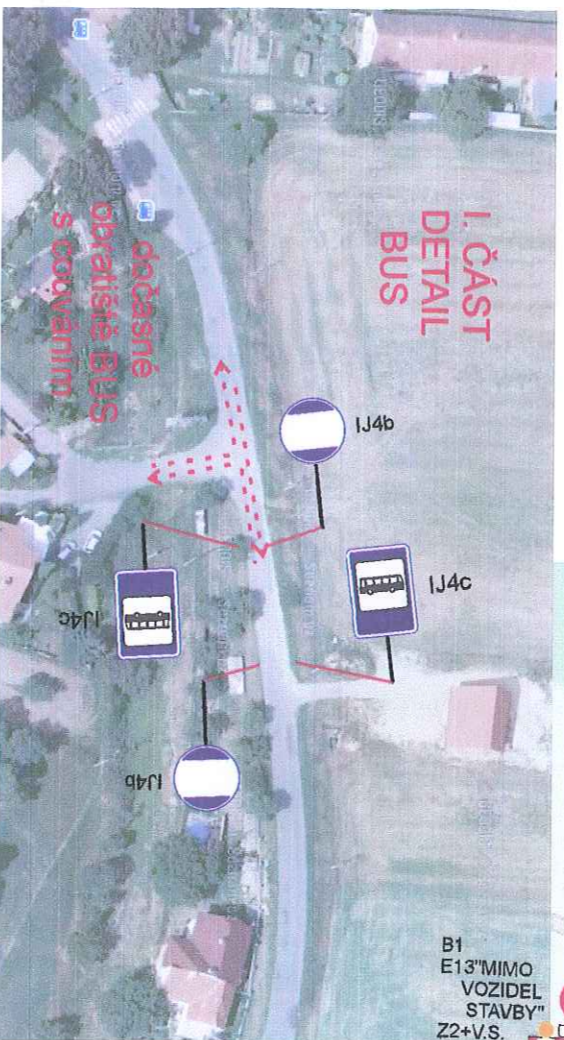 I. ČÁST
DETAIL
BUS
dočasné
obratiště BUS
s couváním
IJ4b
IJ4c
IJ4c
IJ4b
B1
E13"MIMO
VOZIDEL
STAVBY"
Z2+V.S.